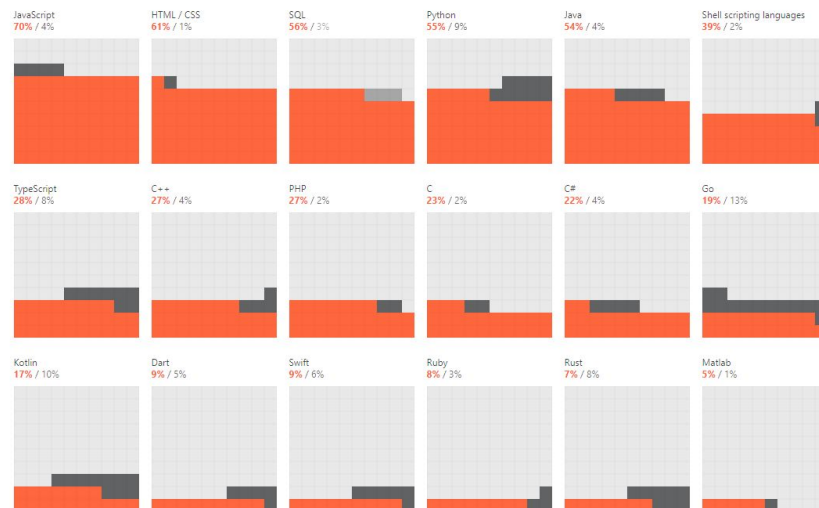 JavaScript
70% / 4%
HTML / CSS
61% / 1%
SQL
56% / 3%
Python
55% / 9%
Java
54% / 4%
Shell scripting languages
39% / 2%
TypeScript
28% / 8%
C++
27% / 4%
PHP
27% / 2%
C
23% / 2%
C#
22% / 4%
Go
19% / 13%
Kotlin
17% / 10%
Dart
9% / 5%
Swift
9% / 6%
Ruby
8% / 3%
Rust
7% / 8%
Matlab
5% / 1%